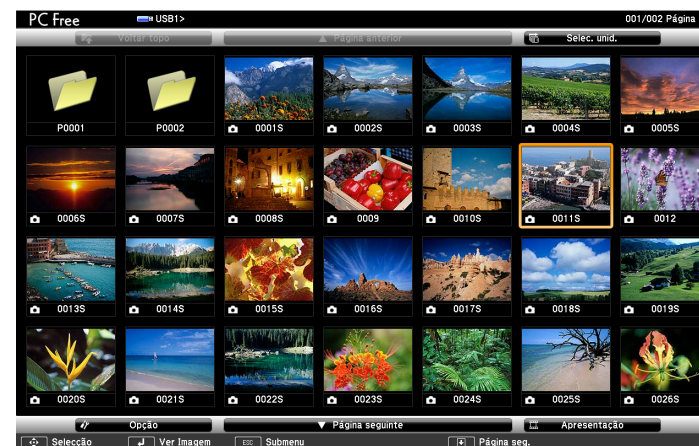 PC Free USB1> 001/002 Página
Voltar topo Página anterior Selec. unid.
P0001 P0002 0001S 0002S 0003S 0004S 0005S
0006S 0007S 0008S 0009 0010S 0011S 0012
0013S 0014S 0015S 0016S 0017S 0018S 0019S
0020S 0021S 0022S 0023S 0024S 0025S 0026S
Opção Página seguinte Apresentação
Selecção Ver Imagem ESC Submenu Página seg.